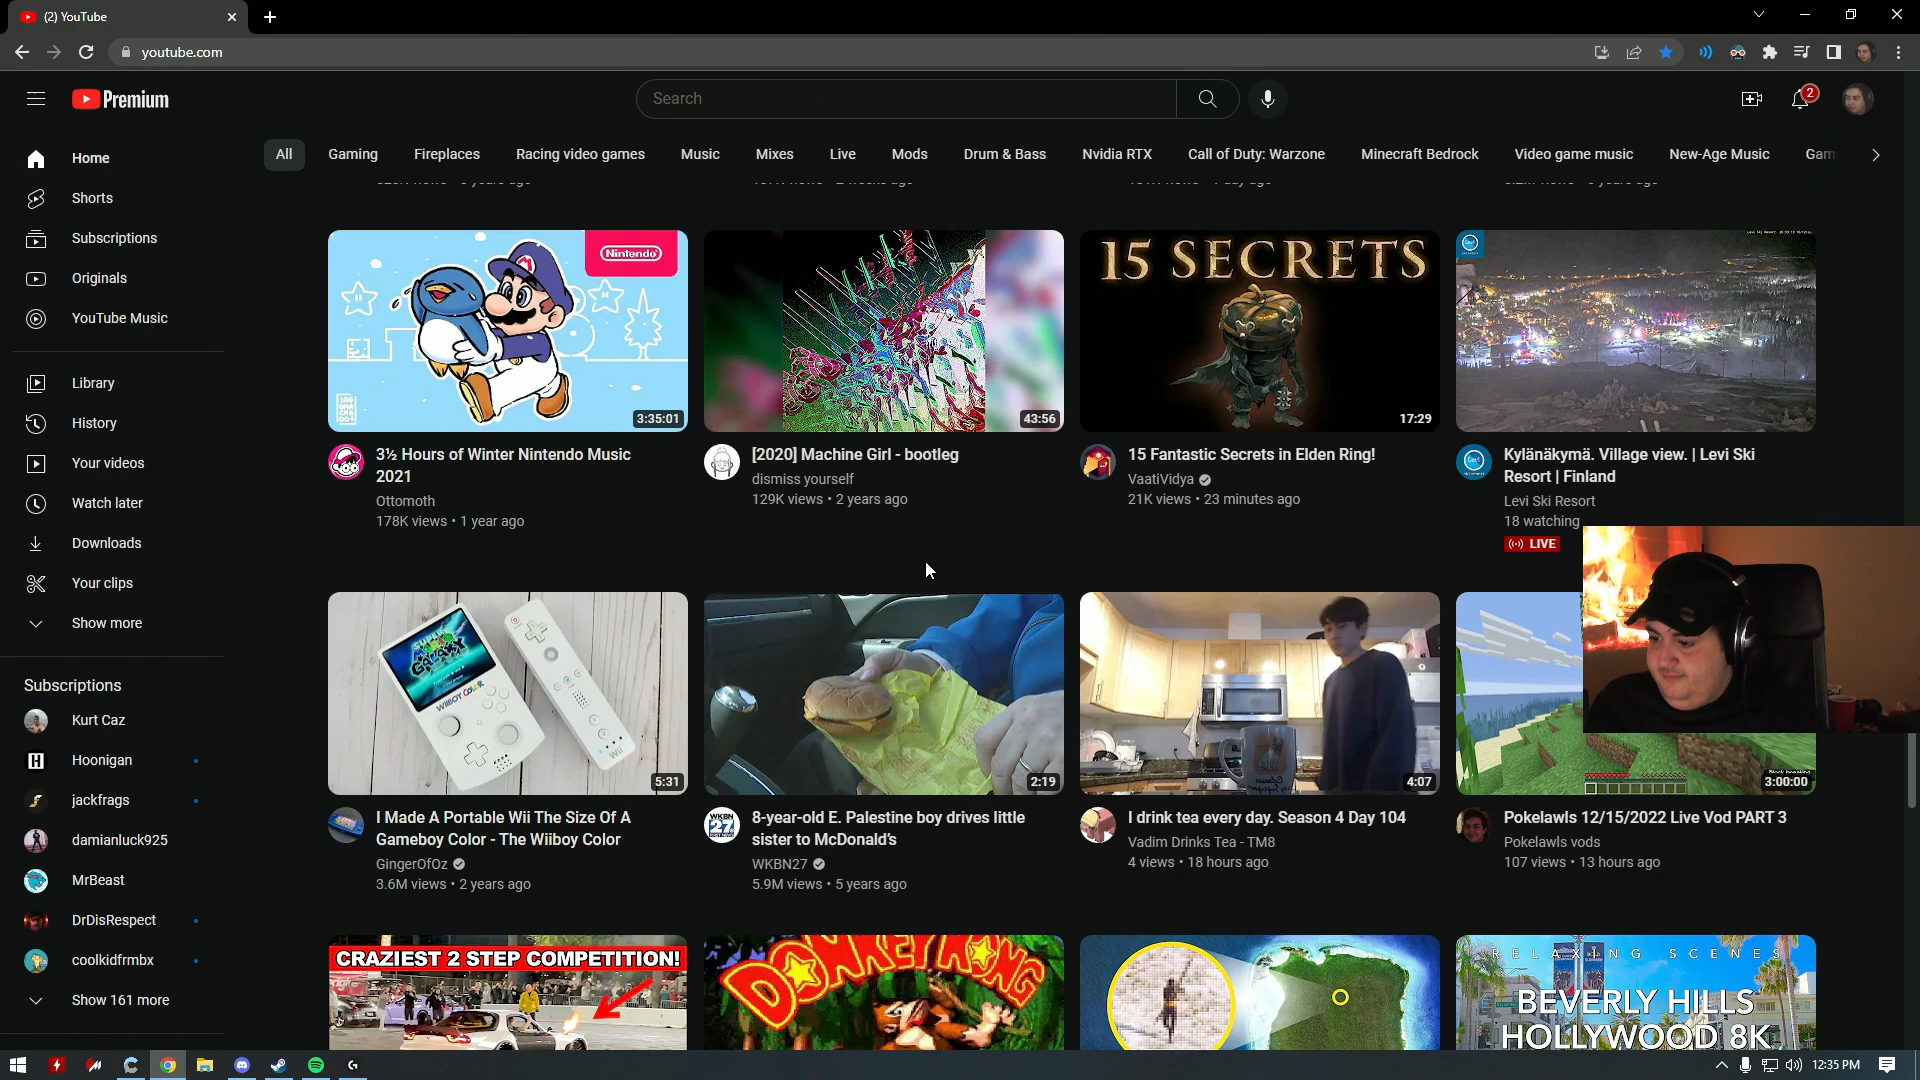 (2) YouTube
youtube.com
Premium
Search
2
Home
Shorts
Subscriptions
Originals
YouTube Music
Library
History
Your videos
Watch later
Downloads
Your clips
Show more
Subscriptions
Kurt Caz
Hoonigan
jackfrags
damianluck925
MrBeast
DrDisRespect
coolkidfrmbx
Show 161 more
All
Gaming
Fireplaces
Racing video games
Music
Mixes
Live
Mods
Drum & Bass
Nvidia RTX
Call of Duty: Warzone
Minecraft Bedrock
Video game music
New-Age Music
Gam
Nintendo
3:35:01
3½ Hours of Winter Nintendo Music
2021
Ottomoth
178K views • 1 year ago
43:56
[2020] Machine Girl - bootleg
dismiss yourself
129K views • 2 years ago
15 SECRETS
17:29
15 Fantastic Secrets in Elden Ring!
VaatiVidya
21K views • 23 minutes ago
Kylänäkymä. Village view. | Levi Ski
Resort | Finland
Levi Ski Resort
18 watching
LIVE
SUPER MARIO
GALAXY
WIIBOY COLOR
Wii
5:31
I Made A Portable Wii The Size Of A
Gameboy Color - The Wiiboy Color
GingerOfOz
3.6M views • 2 years ago
2:19
WKBN
27
8-year-old E. Palestine boy drives little
sister to McDonald's
WKBN27
5.9M views • 5 years ago
4:07
I drink tea every day. Season 4 Day 104
Vadim Drinks Tea - TM8
4 views • 18 hours ago
3:00:00
Pokelawls 12/15/2022 Live Vod PART 3
Pokelawls vods
107 views • 13 hours ago
CRAZIEST 2 STEP COMPETITION!
DONKEY KONG
RELAXING SCENES
BEVERLY HILLS
HOLLYWOOD 8K
12:35 PM